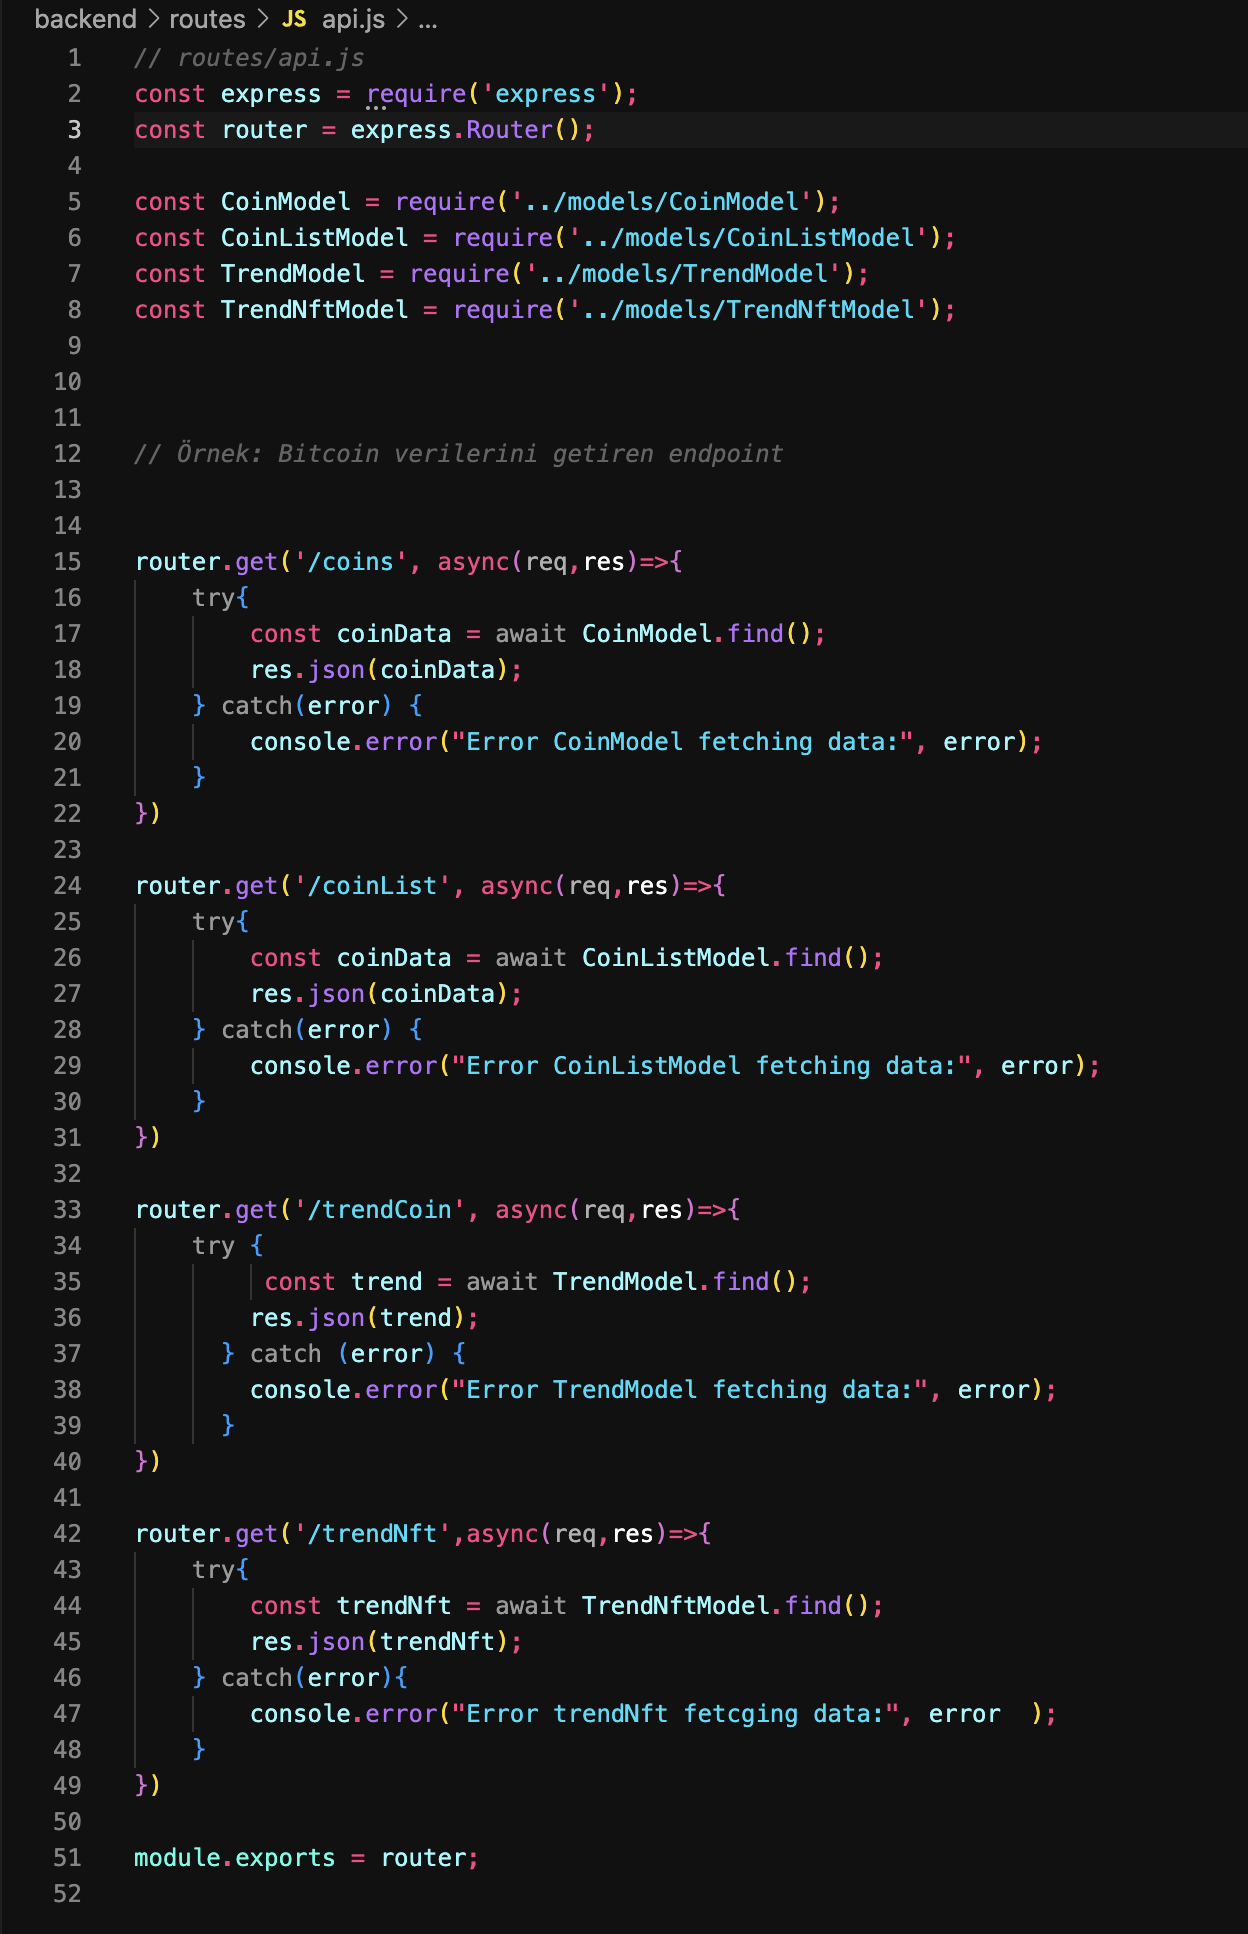 backend > routes > JS api.js > ...
1 // routes/api.js
2 const express = require('express');
3 const router = express.Router();
4
5 const CoinModel = require('../models/CoinModel');
6 const CoinListModel = require('../models/CoinListModel');
7 const TrendModel = require('../models/TrendModel');
8 const TrendNftModel = require('../models/TrendNftModel');
9
10
11
12 // Örnek: Bitcoin verilerini getiren endpoint
13
14
15 router.get('/coins', async(req,res)=>{
16     try{
17         const coinData = await CoinModel.find();
18         res.json(coinData);
19     } catch(error) {
20         console.error("Error CoinModel fetching data:", error);
21     }
22 })
23
24 router.get('/coinList', async(req,res)=>{
25     try{
26         const coinData = await CoinListModel.find();
27         res.json(coinData);
28     } catch(error) {
29         console.error("Error CoinListModel fetching data:", error);
30     }
31 })
32
33 router.get('/trendCoin', async(req,res)=>{
34     try {
35          const trend = await TrendModel.find();
36         res.json(trend);
37       } catch (error) {
38         console.error("Error TrendModel fetching data:", error);
39       }
40 })
41
42 router.get('/trendNft',async(req,res)=>{
43     try{
44         const trendNft = await TrendNftModel.find();
45         res.json(trendNft);
46     } catch(error){
47         console.error("Error trendNft fetcging data:", error  );
48     }
49 })
50
51 module.exports = router;
52